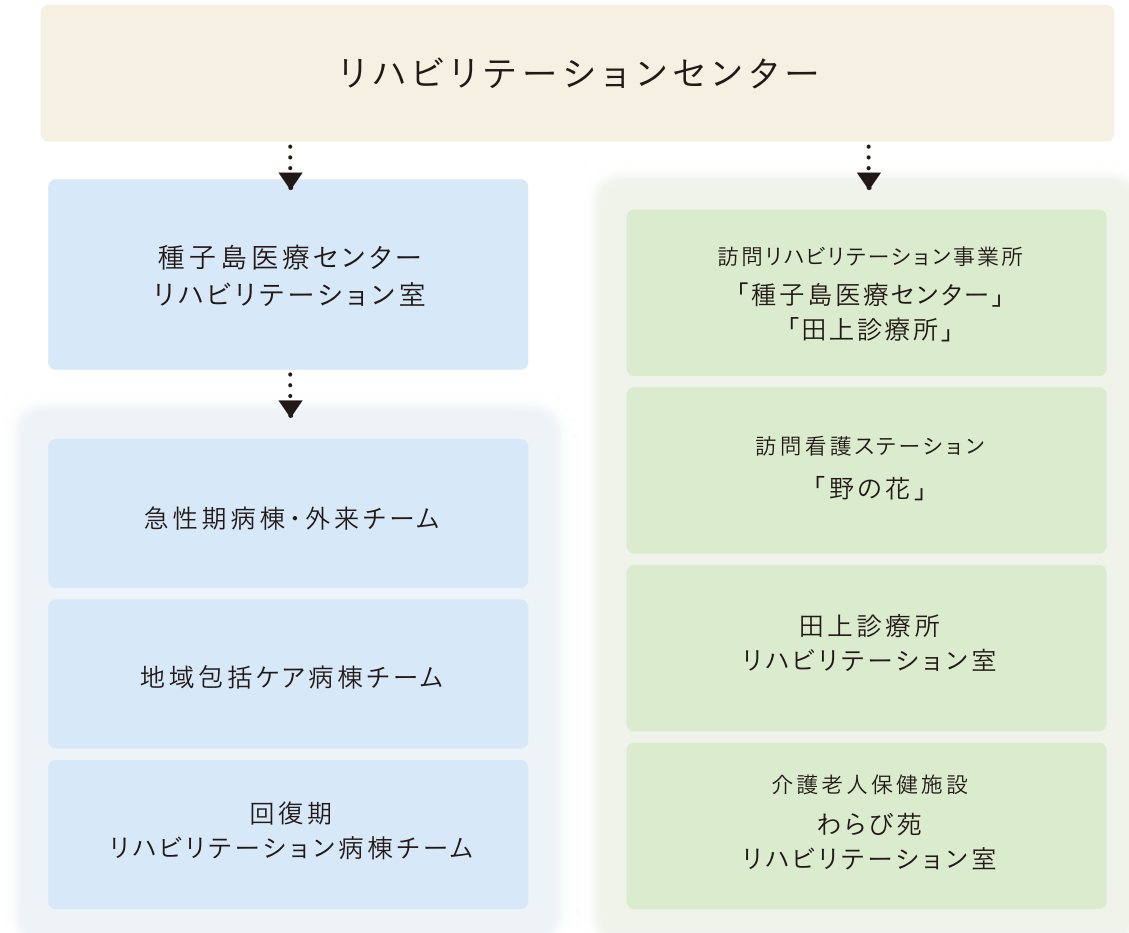 リハビリテーションセンター
種子島医療センター
リハビリテーション室
急性期病棟・外来チーム
地域包括ケア病棟チーム
回復期
リハビリテーション病棟チーム
訪問リハビリテーション事業所
「種子島医療センター」
「田上診療所」
訪問看護ステーション
「野の花」
田上診療所
リハビリテーション室
介護老人保健施設
わらび苑
リハビリテーション室